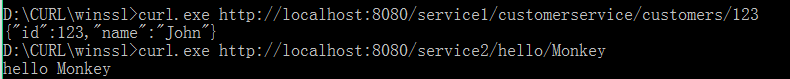 D:\CURL\winssl>curl.exe http://localhost:8080/service1/customerservice/customers/123
{"id":123,"name":"John"}
D:\CURL\winssl>curl.exe http://localhost:8080/service2/hello/Monkey
hello Monkey